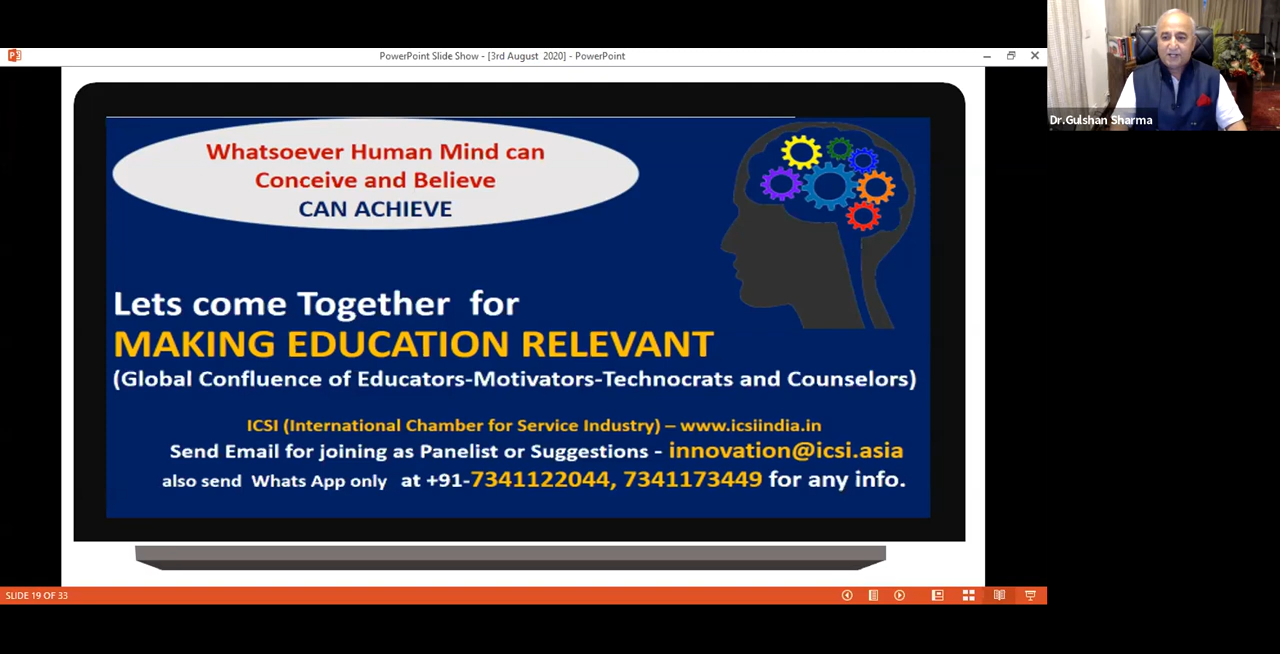 PowerPoint Slide Show - [3rd August 2020] - PowerPoint
Dr.Gulshan Sharma
Whatsoever Human Mind can
Conceive and Believe
CAN ACHIEVE
Lets come Together for
MAKING EDUCATION RELEVANT
(Global Confluence of Educators-Motivators-Technocrats and Counselors)
ICSI (International Chamber for Service Industry) – www.icsiindia.in
Send Email for joining as Panelist or Suggestions - innovation@icsi.asia
also send Whats App only at +91-7341122044, 7341173449 for any info.
SLIDE 19 OF 33